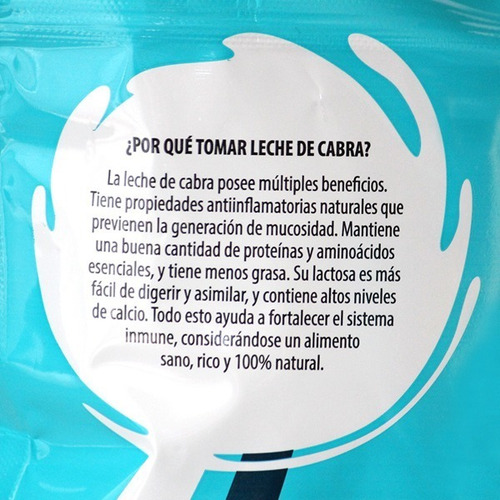 ¿POR QUÉ TOMAR LECHE DE CABRA?
La leche de cabra posee múltiples beneficios.
Tiene propiedades antiinflamatorias naturales que
previenen la generación de mucosidad. Mantiene
una buena cantidad de proteínas y aminoácidos
esenciales, y tiene menos grasa. Su lactosa es más
fácil de digerir y asimilar, y contiene altos niveles
de calcio. Todo esto ayuda a fortalecer el sistema
inmune, considerándose un alimento
sano, rico y 100% natural.